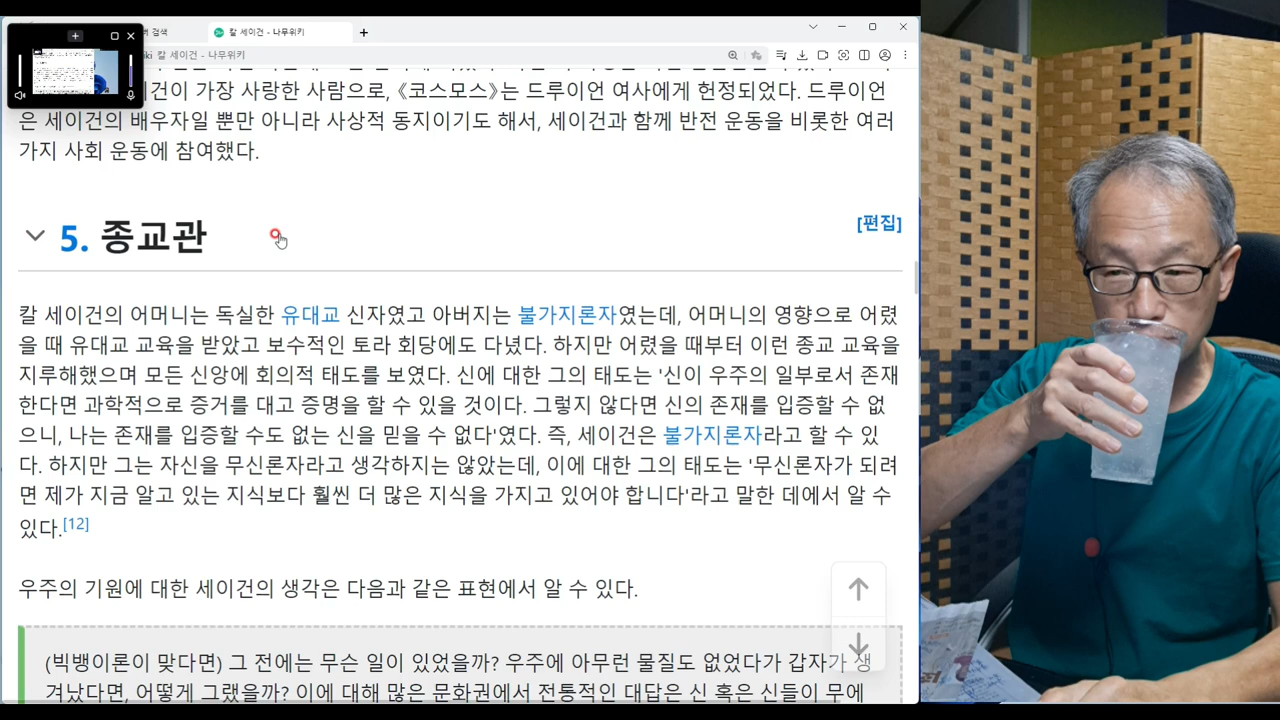 칼 세이건 - 나무위키
칼 세이건 - 나무위키
건이 가장 사랑한 사람으로, 《코스모스》는 드루이언 여사에게 헌정되었다. 드루이언
은 세이건의 배우자일 뿐만 아니라 사상적 동지이기도 해서, 세이건과 함께 반전 운동을 비롯한 여러
가지 사회 운동에 참여했다.
5. 종교관
[편집]
칼 세이건의 어머니는 독실한 유대교 신자였고 아버지는 불가지론자였는데, 어머니의 영향으로 어렸
을 때 유대교 교육을 받았고 보수적인 토라 회당에도 다녔다. 하지만 어렸을 때부터 이런 종교 교육을
지루해했으며 모든 신앙에 회의적 태도를 보였다. 신에 대한 그의 태도는 '신이 우주의 일부로서 존재
한다면 과학적으로 증거를 대고 증명을 할 수 있을 것이다. 그렇지 않다면 신의 존재를 입증할 수 없
으니, 나는 존재를 입증할 수도 없는 신을 믿을 수 없다'였다. 즉, 세이건은 불가지론자라고 할 수 있
다. 하지만 그는 자신을 무신론자라고 생각하지는 않았는데, 이에 대한 그의 태도는 '무신론자가 되려
면 제가 지금 알고 있는 지식보다 훨씬 더 많은 지식을 가지고 있어야 합니다'라고 말한 데에서 알 수
있다.[12]
우주의 기원에 대한 세이건의 생각은 다음과 같은 표현에서 알 수 있다.
(빅뱅이론이 맞다면) 그 전에는 무슨 일이 있었을까? 우주에 아무런 물질도 없었다가 갑자가 생
겨났다면, 어떻게 그랬을까? 이에 대해 많은 문화권에서 전통적인 대답은 신 혹은 신들이 무에